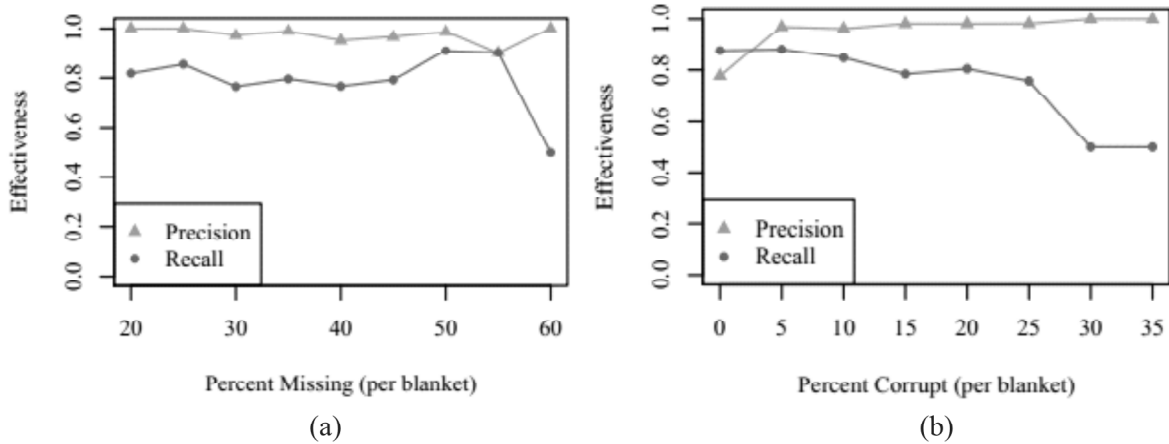 Effectiveness
1.0
0.8
0.6
0.4
0.2
0.0
Precision
Recall
20 30 40 50 60
Percent Missing (per blanket)
(a)
Effectiveness
1.0
0.8
0.6
0.4
0.2
0.0
Precision
Recall
0 5 10 15 20 25 30 35
Percent Corrupt (per blanket)
(b)